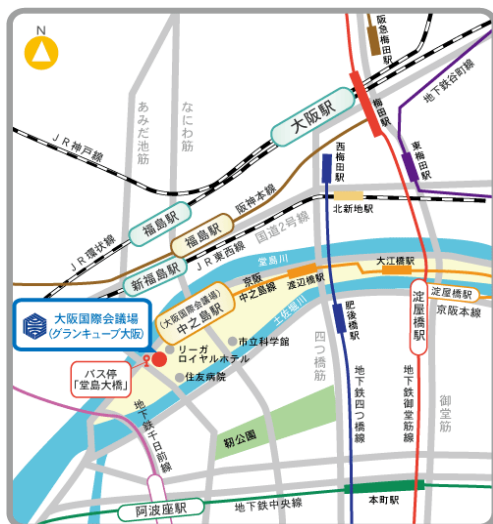 N
阪急梅田駅
地下鉄谷町線
なにわ筋
あみだ池筋
大阪駅
梅田駅
JR神戸線
西梅田駅
東梅田駅
阪神本線
北新地駅
福島駅
福島駅
国道2号線
JR環状線
新福島駅
JR東西線
堂島川
大江橋駅
京阪
中之島線
渡辺橋駅
淀屋橋駅
京阪本線
(大阪国際会議場)
中之島駅
土佐堀川
大阪国際会議場
(グランキューブ大阪)
肥後橋駅
淀屋橋駅
市立科学館
リーガ
ロイヤルホテル
バス停
「堂島大橋」
住友病院
四つ橋筋
地下鉄四つ橋線
地下鉄御堂筋線
御堂筋
地下鉄千日前線
靭公園
本町駅
地下鉄中央線
阿波座駅